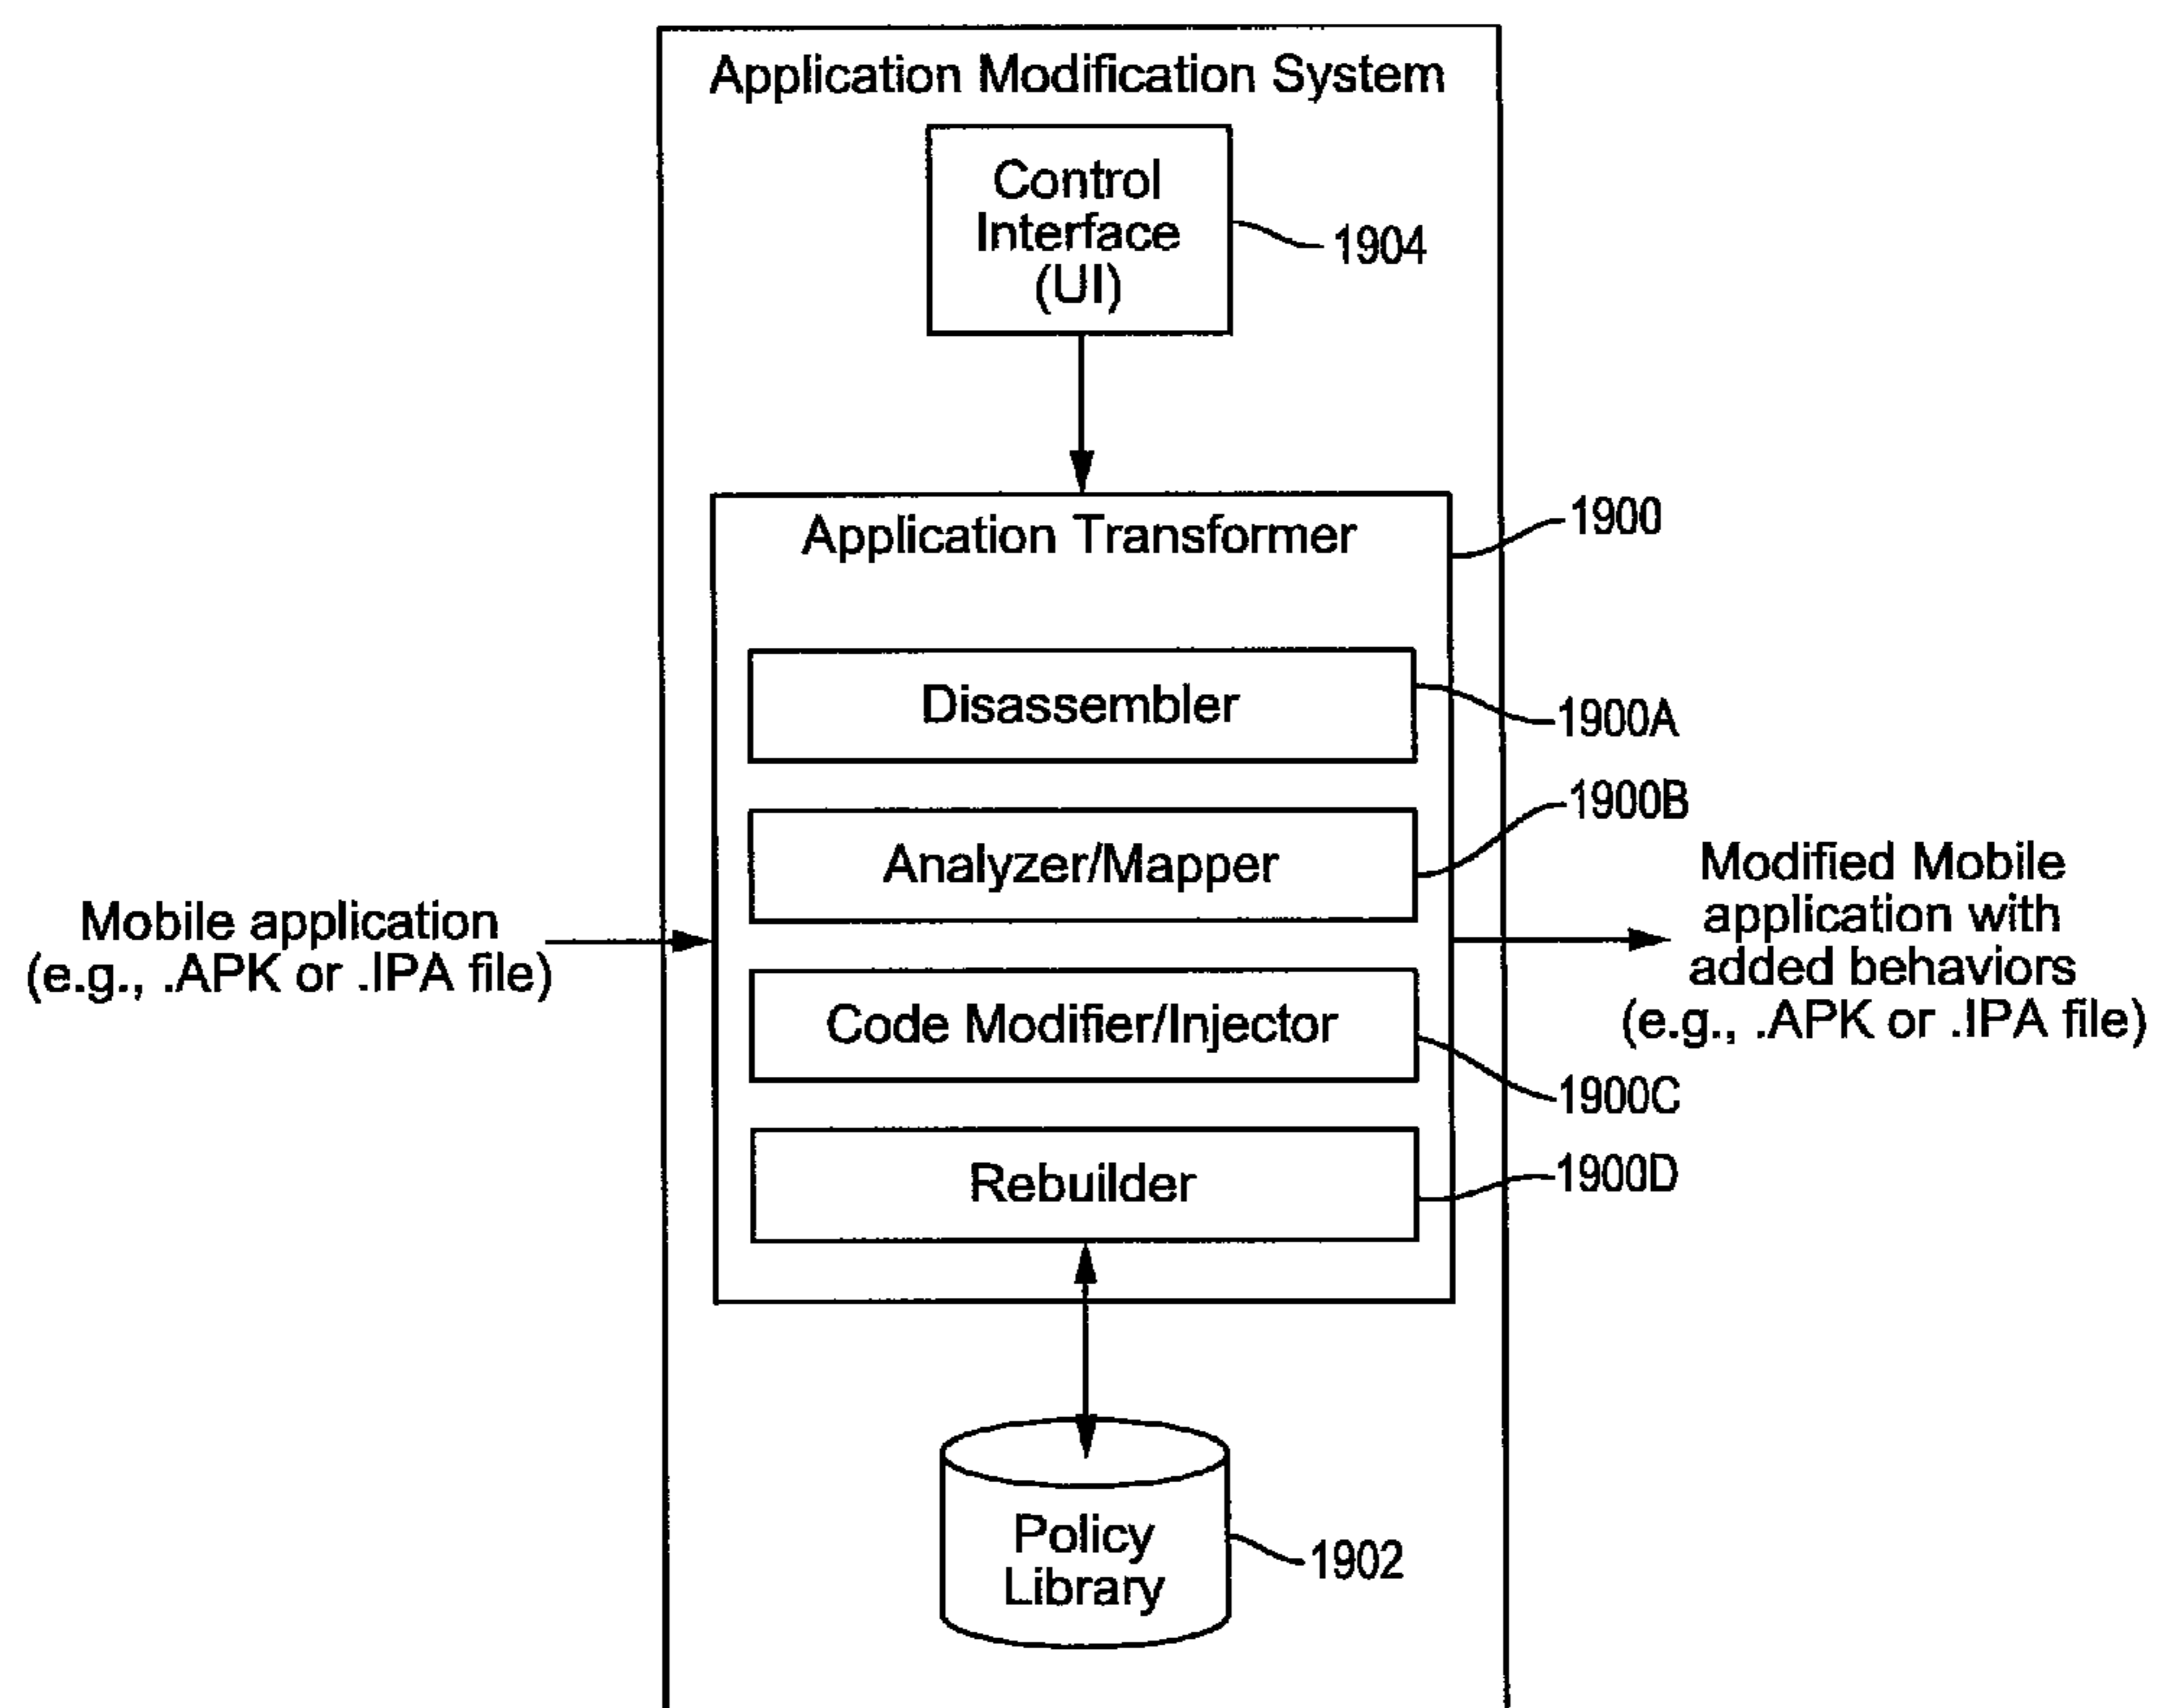 Application Modification System
Control
Interface
(UI)
1904
Application Transformer
1900
Disassembler
1900A
Analyzer/Mapper
1900B
Mobile application
(e.g., .APK or .IPA file)
Modified Mobile
application with
added behaviors
(e.g., .APK or .IPA file)
Code Modifier/Injector
1900C
Rebuilder
1900D
Policy
Library
1902